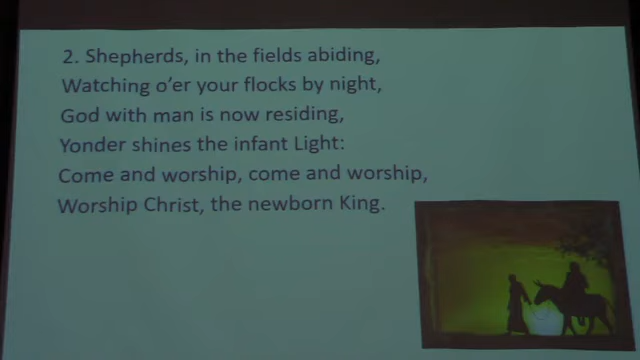 2. Shepherds, in the fields abiding,
Watching o'er your flocks by night,
God with man is now residing,
Yonder shines the infant Light:
Come and worship, come and worship,
Worship Christ, the newborn King.